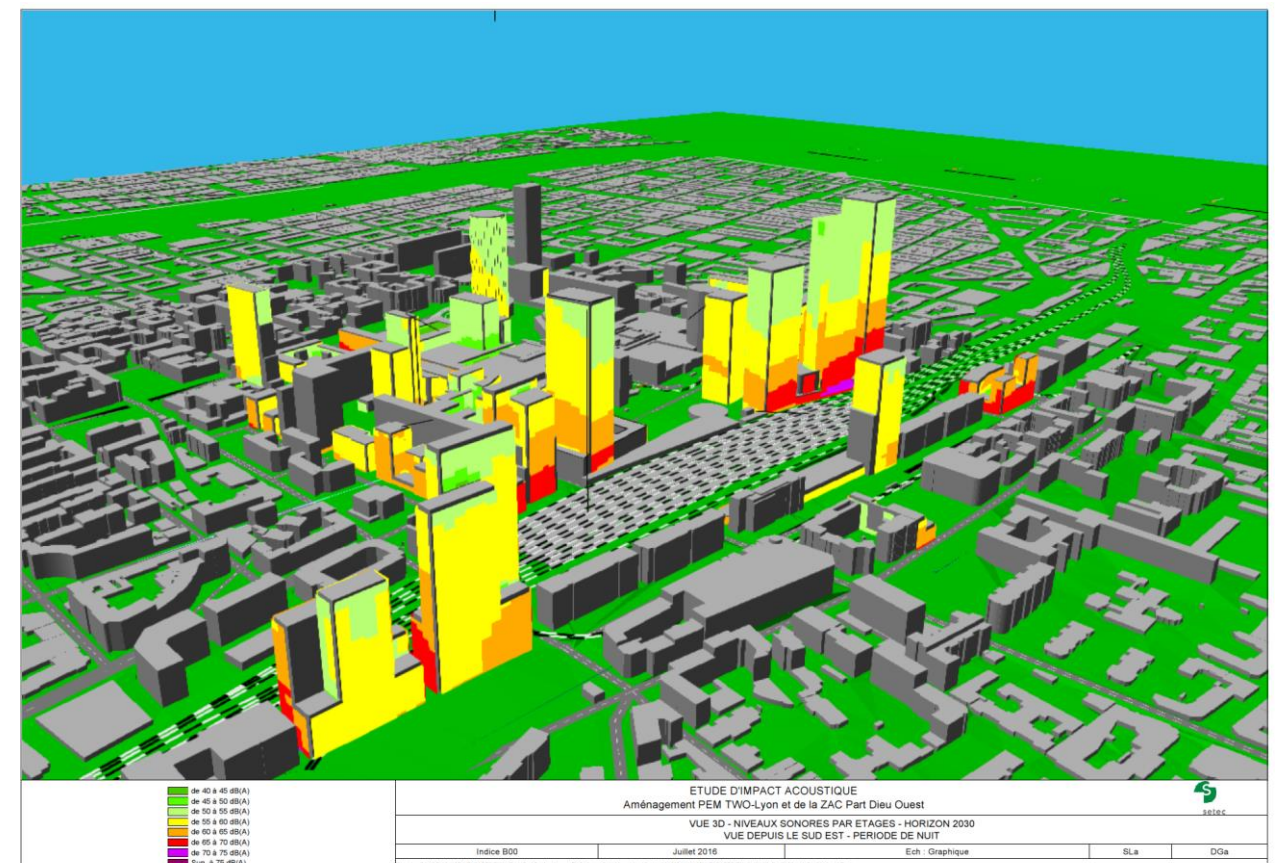 de 40 à 45 dB(A)
de 45 à 50 dB(A)
de 50 à 55 dB(A)
de 55 à 60 dB(A)
de 60 à 65 dB(A)
de 65 à 70 dB(A)
de 70 à 75 dB(A)
Sup. à 75 dB(A)
ETUDE D'IMPACT ACOUSTIQUE
Aménagement PEM TWO-Lyon et de la ZAC Part Dieu Ouest
setec
VUE 3D - NIVEAUX SONORES PAR ETAGES - HORIZON 2030
VUE DEPUIS LE SUD EST - PERIODE DE NUIT
Indice B00 Juillet 2016 Ech : Graphique SLa DGa